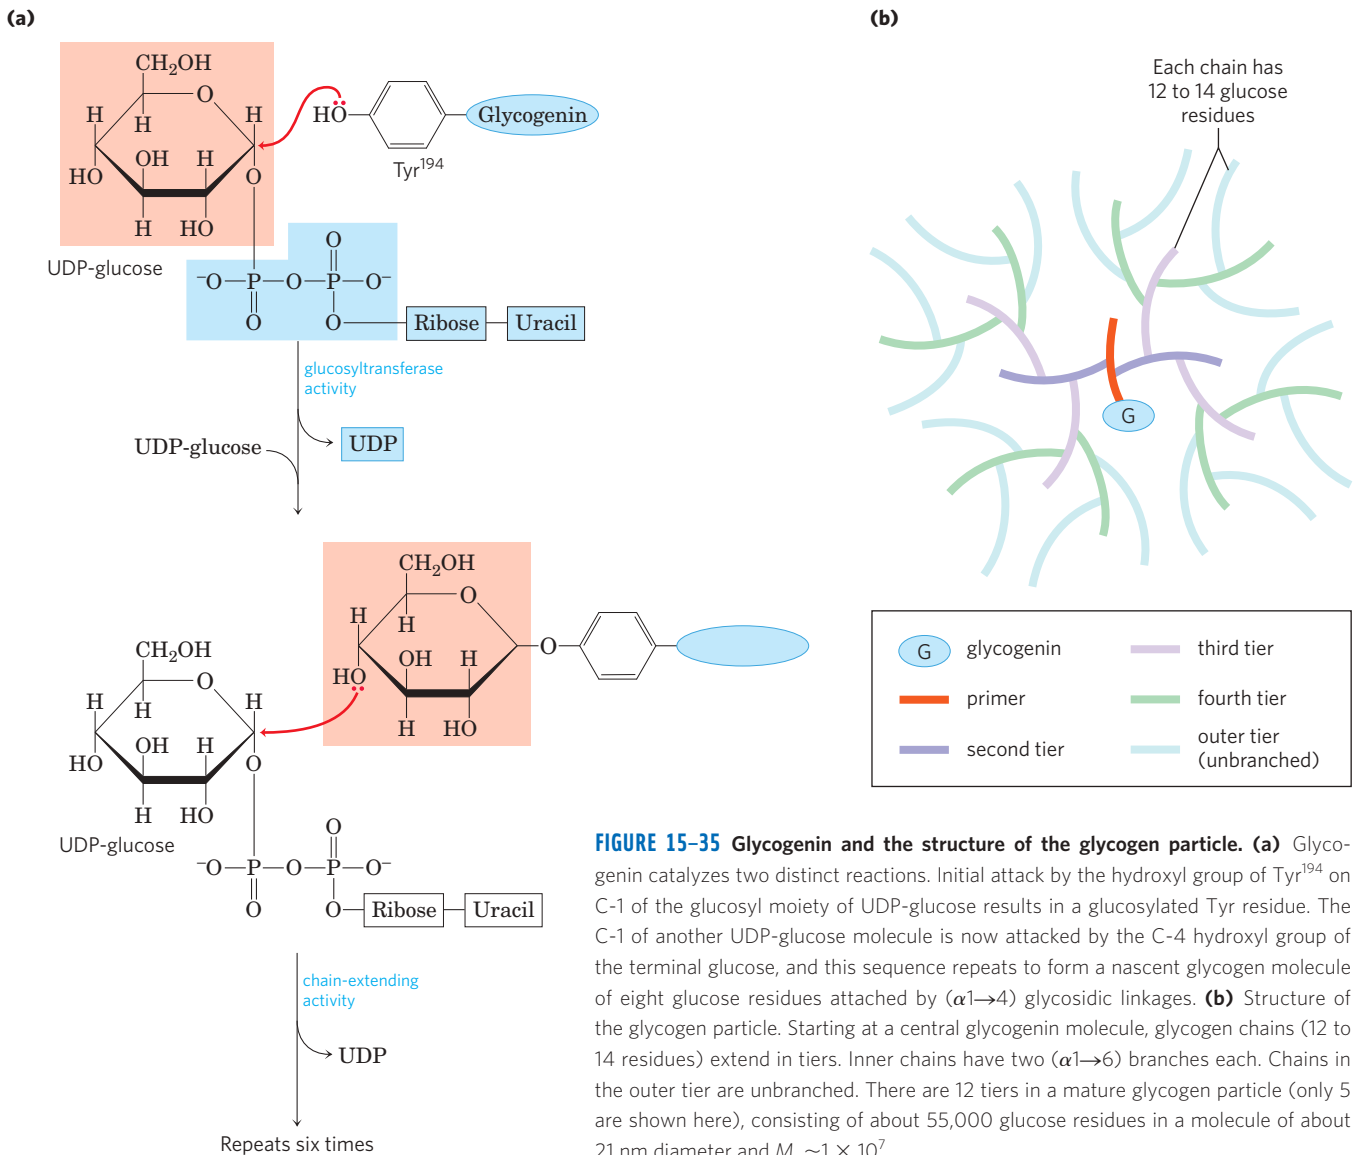 (a)
CH₂OH
O
H
H
H
HO
OH
H
O
H
HO
UDP-glucose
HÖ
Tyr¹⁹⁴
Glycogenin
O
⁻O—P—O—P—O⁻
O
O
Ribose
Uracil
glucosyltransferase
activity
UDP-glucose
UDP
CH₂OH
O
H
H
HO
OH
H
H
HO
O
CH₂OH
O
H
H
H
HO
OH
H
O
H
HO
UDP-glucose
O
⁻O—P—O—P—O⁻
O
O
Ribose
Uracil
chain-extending
activity
UDP
Repeats six times
(b)
Each chain has
12 to 14 glucose
residues
G
G glycogenin
primer
second tier
third tier
fourth tier
outer tier
(unbranched)
FIGURE 15–35 Glycogenin and the structure of the glycogen particle. (a) Glyco-
genin catalyzes two distinct reactions. Initial attack by the hydroxyl group of Tyr¹⁹⁴ on
C-1 of the glucosyl moiety of UDP-glucose results in a glucosylated Tyr residue. The
C-1 of another UDP-glucose molecule is now attacked by the C-4 hydroxyl group of
the terminal glucose, and this sequence repeats to form a nascent glycogen molecule
of eight glucose residues attached by (α1→4) glycosidic linkages. (b) Structure of
the glycogen particle. Starting at a central glycogenin molecule, glycogen chains (12 to
14 residues) extend in tiers. Inner chains have two (α1→6) branches each. Chains in
the outer tier are unbranched. There are 12 tiers in a mature glycogen particle (only 5
are shown here), consisting of about 55,000 glucose residues in a molecule of about
21 nm diameter and M ~1 × 10⁷